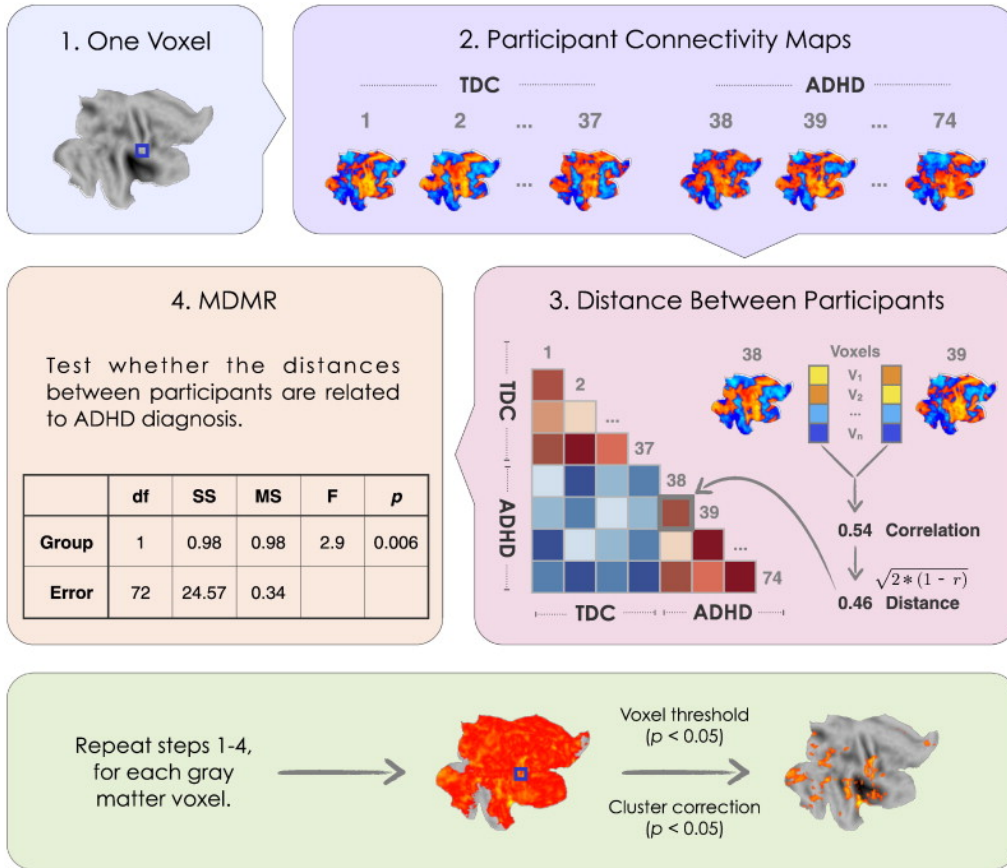 1. One Voxel
2. Participant Connectivity Maps
TDC
ADHD
1 2 ... 37 38 39 ... 74
... ...
4. MDMR
Test whether the distances
between participants are related
to ADHD diagnosis.
df SS MS F p
Group 1 0.98 0.98 2.9 0.006
Error 72 24.57 0.34
3. Distance Between Participants
1
2
...
37
38
39
...
74
TDC
ADHD
TDC
ADHD
38
Voxels
39
V1
V2
...
Vn
0.54 Correlation
√2 * (1 - r)
0.46 Distance
Repeat steps 1-4,
for each gray
matter voxel.
Voxel threshold
(p < 0.05)
Cluster correction
(p < 0.05)